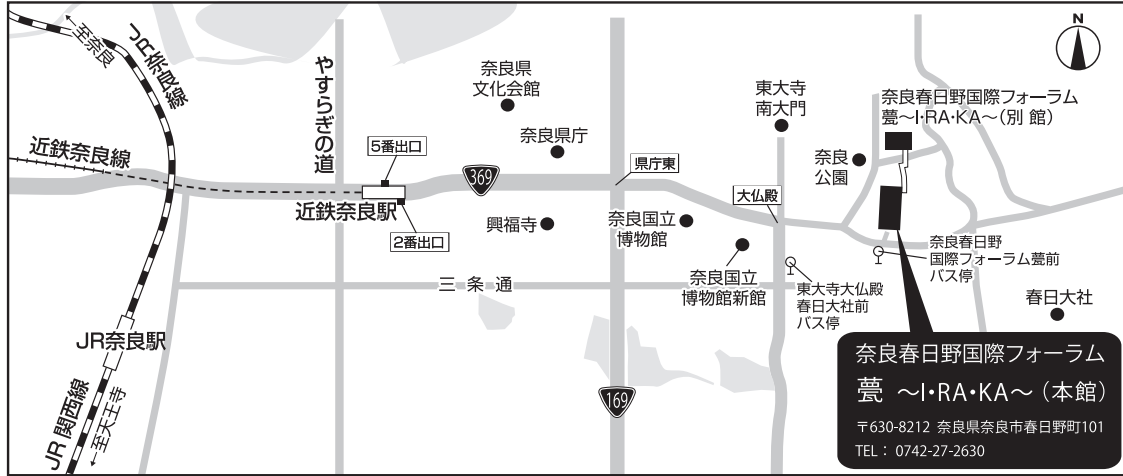 至奈良
JR奈良線
近鉄奈良線
やすらぎの道
5番出口
近鉄奈良駅
2番出口
369
奈良県
文化会館
奈良県庁
興福寺
県庁東
奈良国立
博物館
奈良国立
博物館新館
東大寺
南大門
大仏殿
奈良
公園
奈良春日野国際フォーラム
甍〜I・RA・KA〜(別 館)
N
奈良春日野
国際フォーラム甍前
バス停
東大寺大仏殿
春日大社前
バス停
春日大社
三条通
JR奈良駅
JR関西線
至天王寺
169
奈良春日野国際フォーラム
甍 〜I・RA・KA〜(本館)
〒630-8212 奈良県奈良市春日野町101
TEL: 0742-27-2630